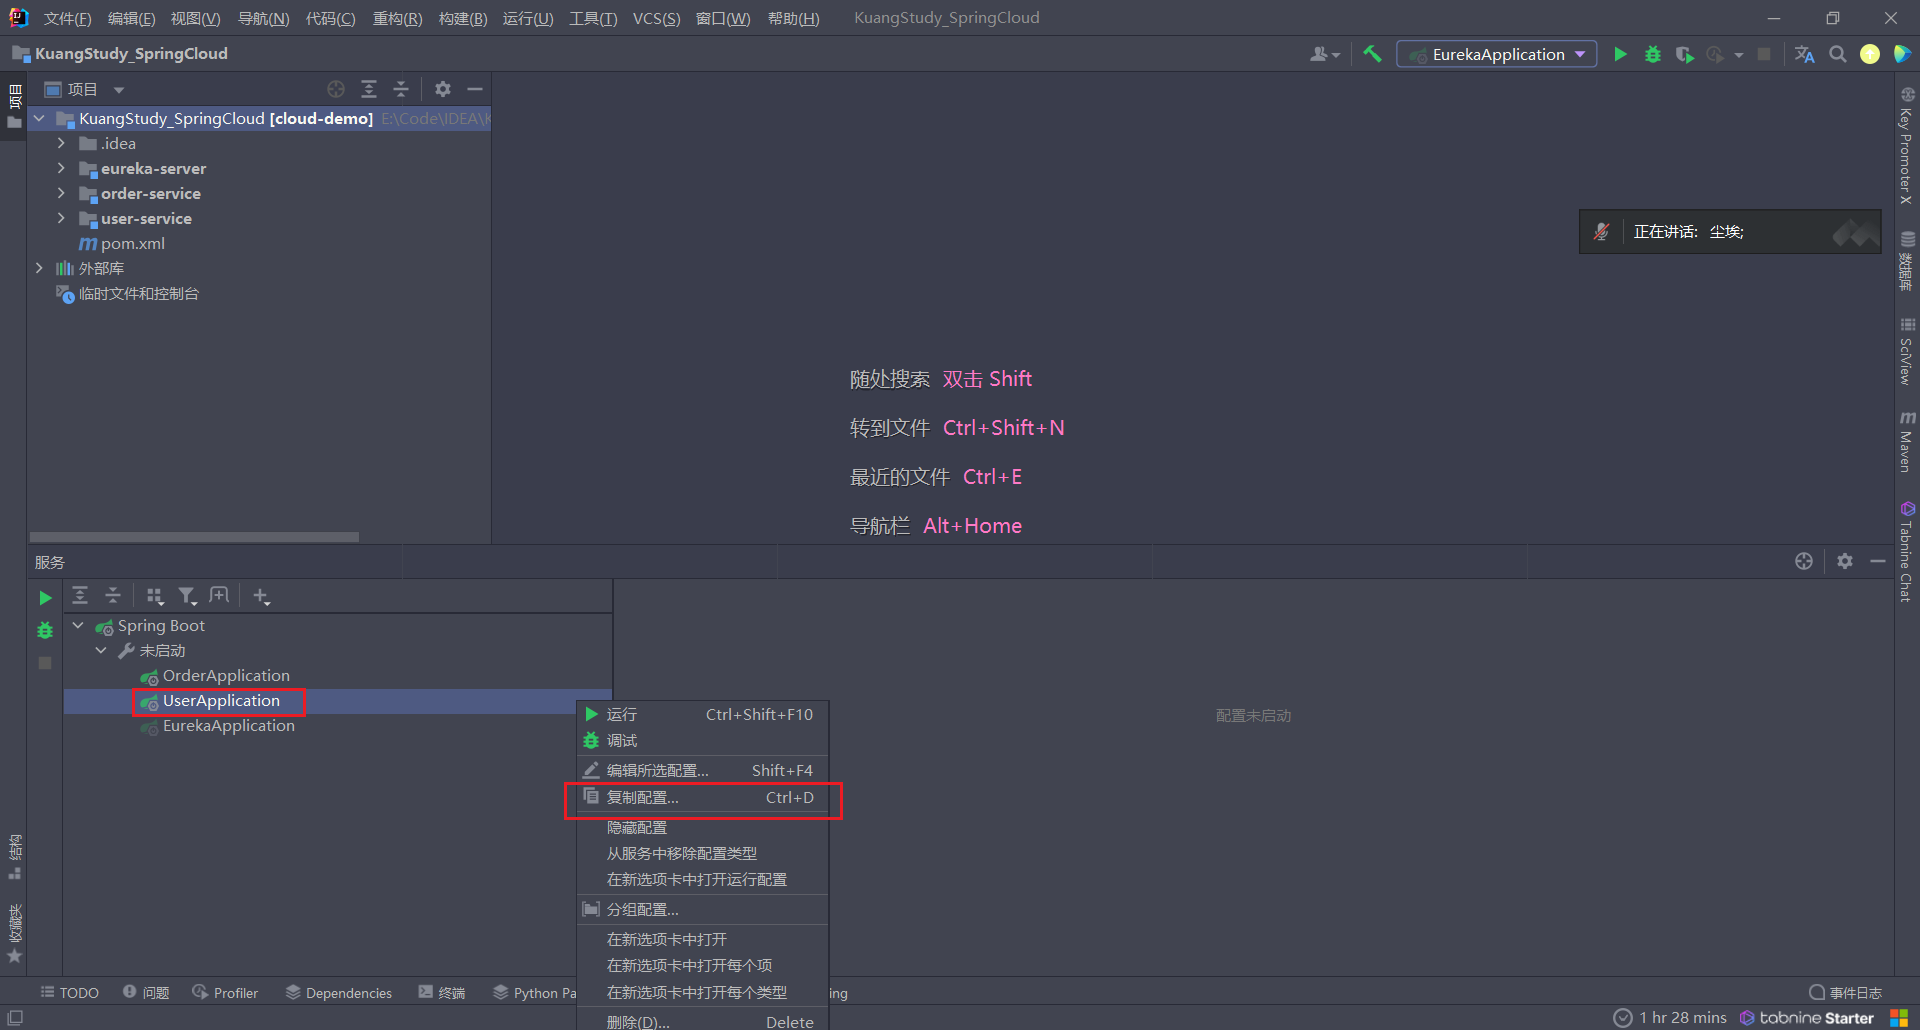 文件(F) 编辑(E) 视图(V) 导航(N) 代码(C) 重构(R) 构建(B) 运行(U) 工具(T) VCS(S) 窗口(W) 帮助(H) KuangStudy_SpringCloud
KuangStudy_SpringCloud
EurekaApplication
项目
项目
KuangStudy_SpringCloud [cloud-demo] E:\Code\IDEA\K
.idea
eureka-server
order-service
user-service
pom.xml
外部库
临时文件和控制台
随处搜索 双击 Shift
转到文件 Ctrl+Shift+N
最近的文件 Ctrl+E
导航栏 Alt+Home
正在讲话: 尘埃;
Key Promoter X
数据库
SciView
Maven
Tabnine Chat
服务
Spring Boot
未启动
OrderApplication
UserApplication
EurekaApplication
配置未启动
运行 Ctrl+Shift+F10
调试
编辑所选配置... Shift+F4
复制配置... Ctrl+D
隐藏配置
从服务中移除配置类型
在新选项卡中打开运行配置
分组配置...
在新选项卡中打开
在新选项卡中打开每个项
在新选项卡中打开每个类型
删除(D)... Delete
结构
收藏夹
TODO 问题 Profiler Dependencies 终端 Python Pa ing 事件日志
1 hr 28 mins tabnine Starter